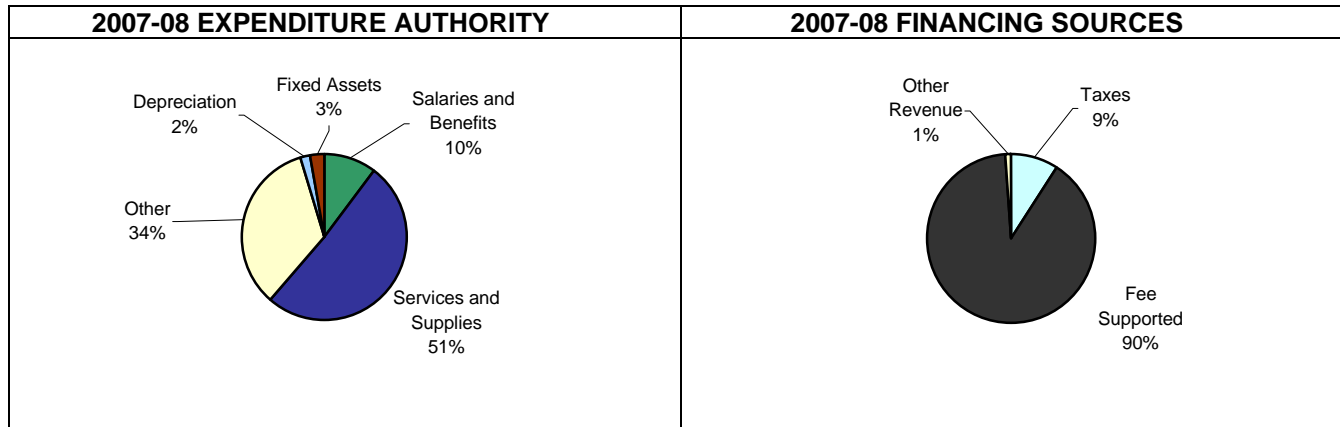 2007-08 EXPENDITURE AUTHORITY
Fixed Assets
3%
Depreciation
2%
Salaries and
Benefits
10%
Other
34%
Services and
Supplies
51%
2007-08 FINANCING SOURCES
Other
Revenue
1%
Taxes
9%
Fee
Supported
90%